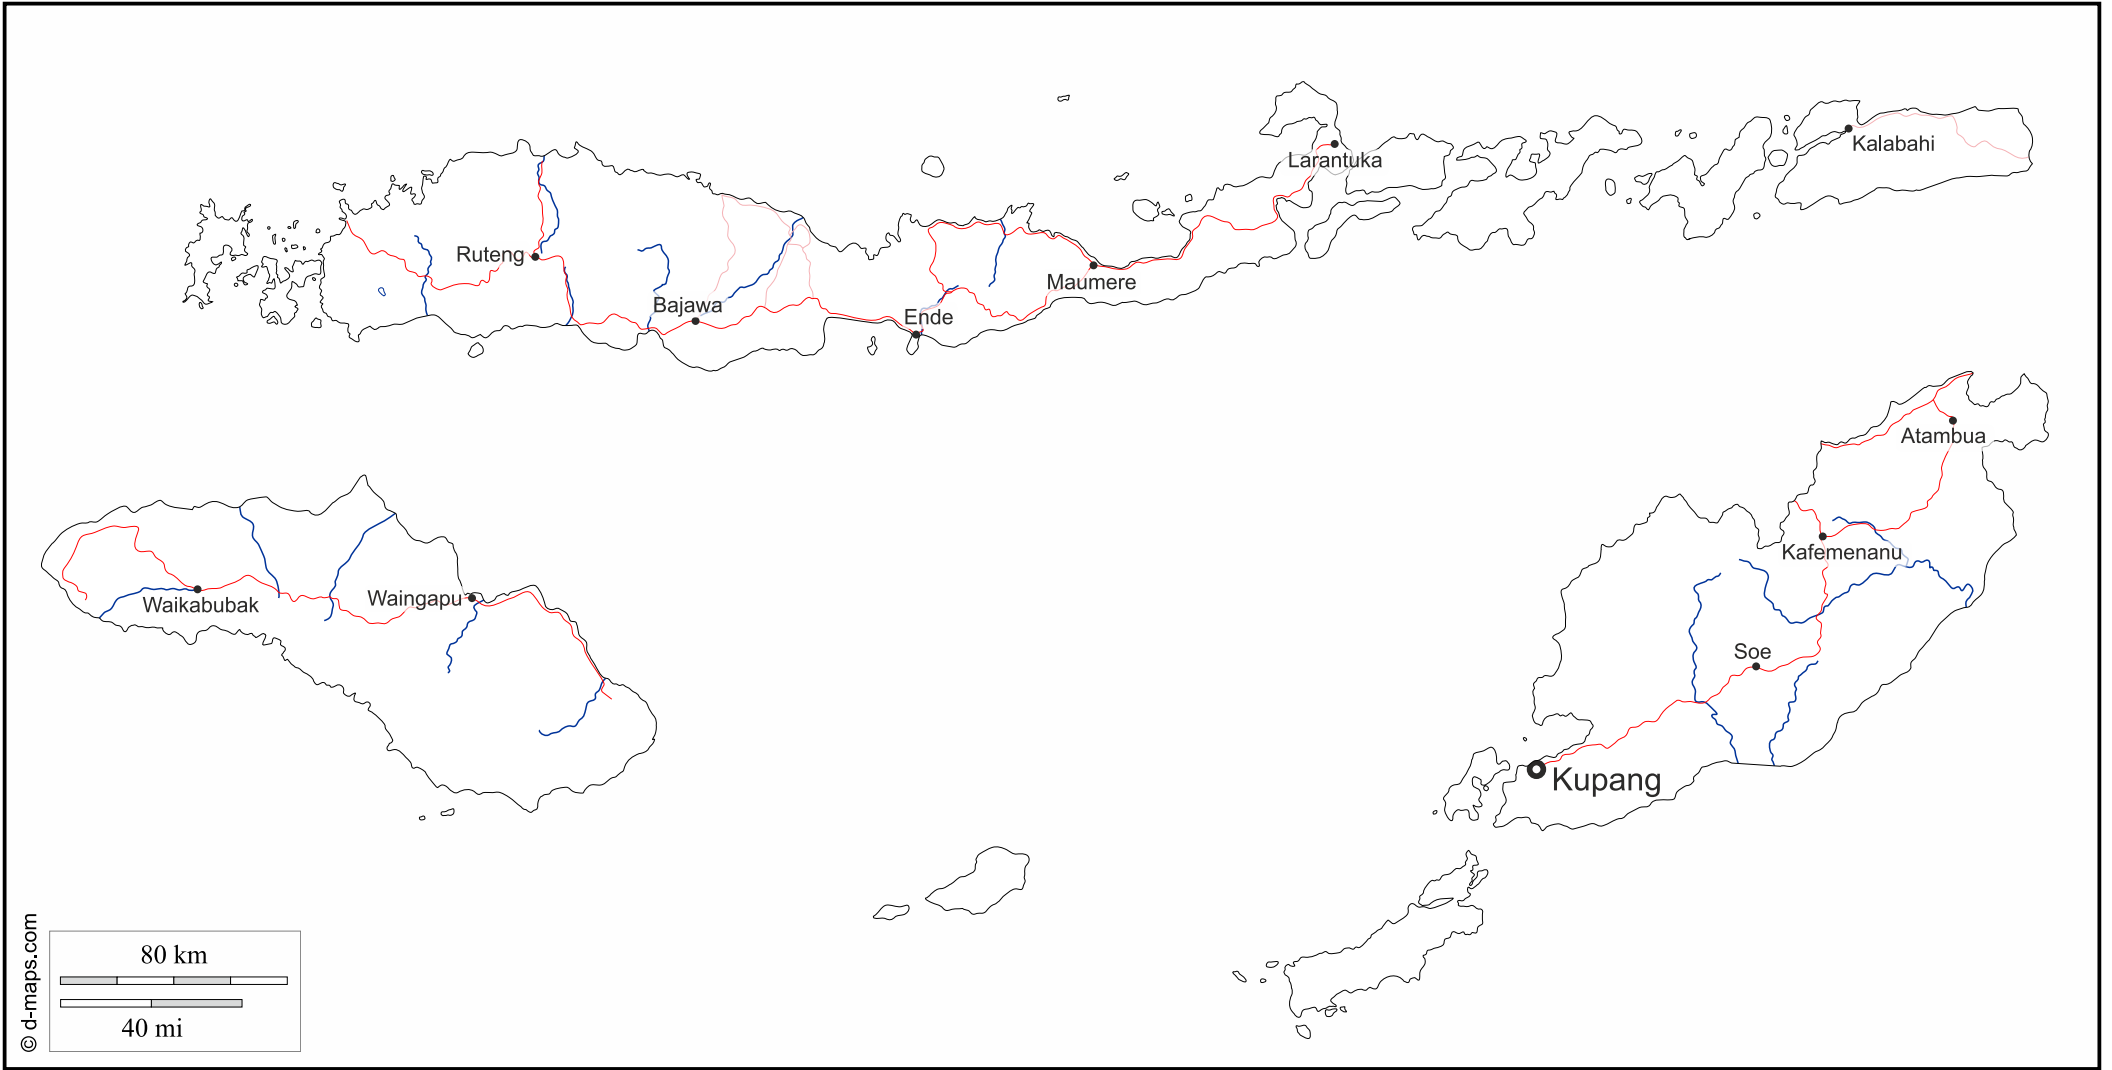 Larantuka
Kalabahi
Ruteng
Maumere
Bajawa
Ende
Atambua
Kafemenanu
Waingapu
Waikabubak
Soe
Kupang
© d-maps.com
80 km
40 mi